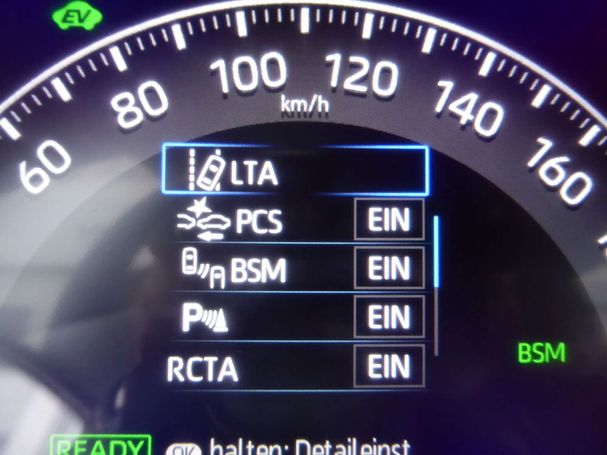 EV
60
80
100
120
140
160
km/h
LTA
PCS EIN
BSM EIN
P EIN
RCTA EIN
BSM
READY
OK halten: Detaileinst.